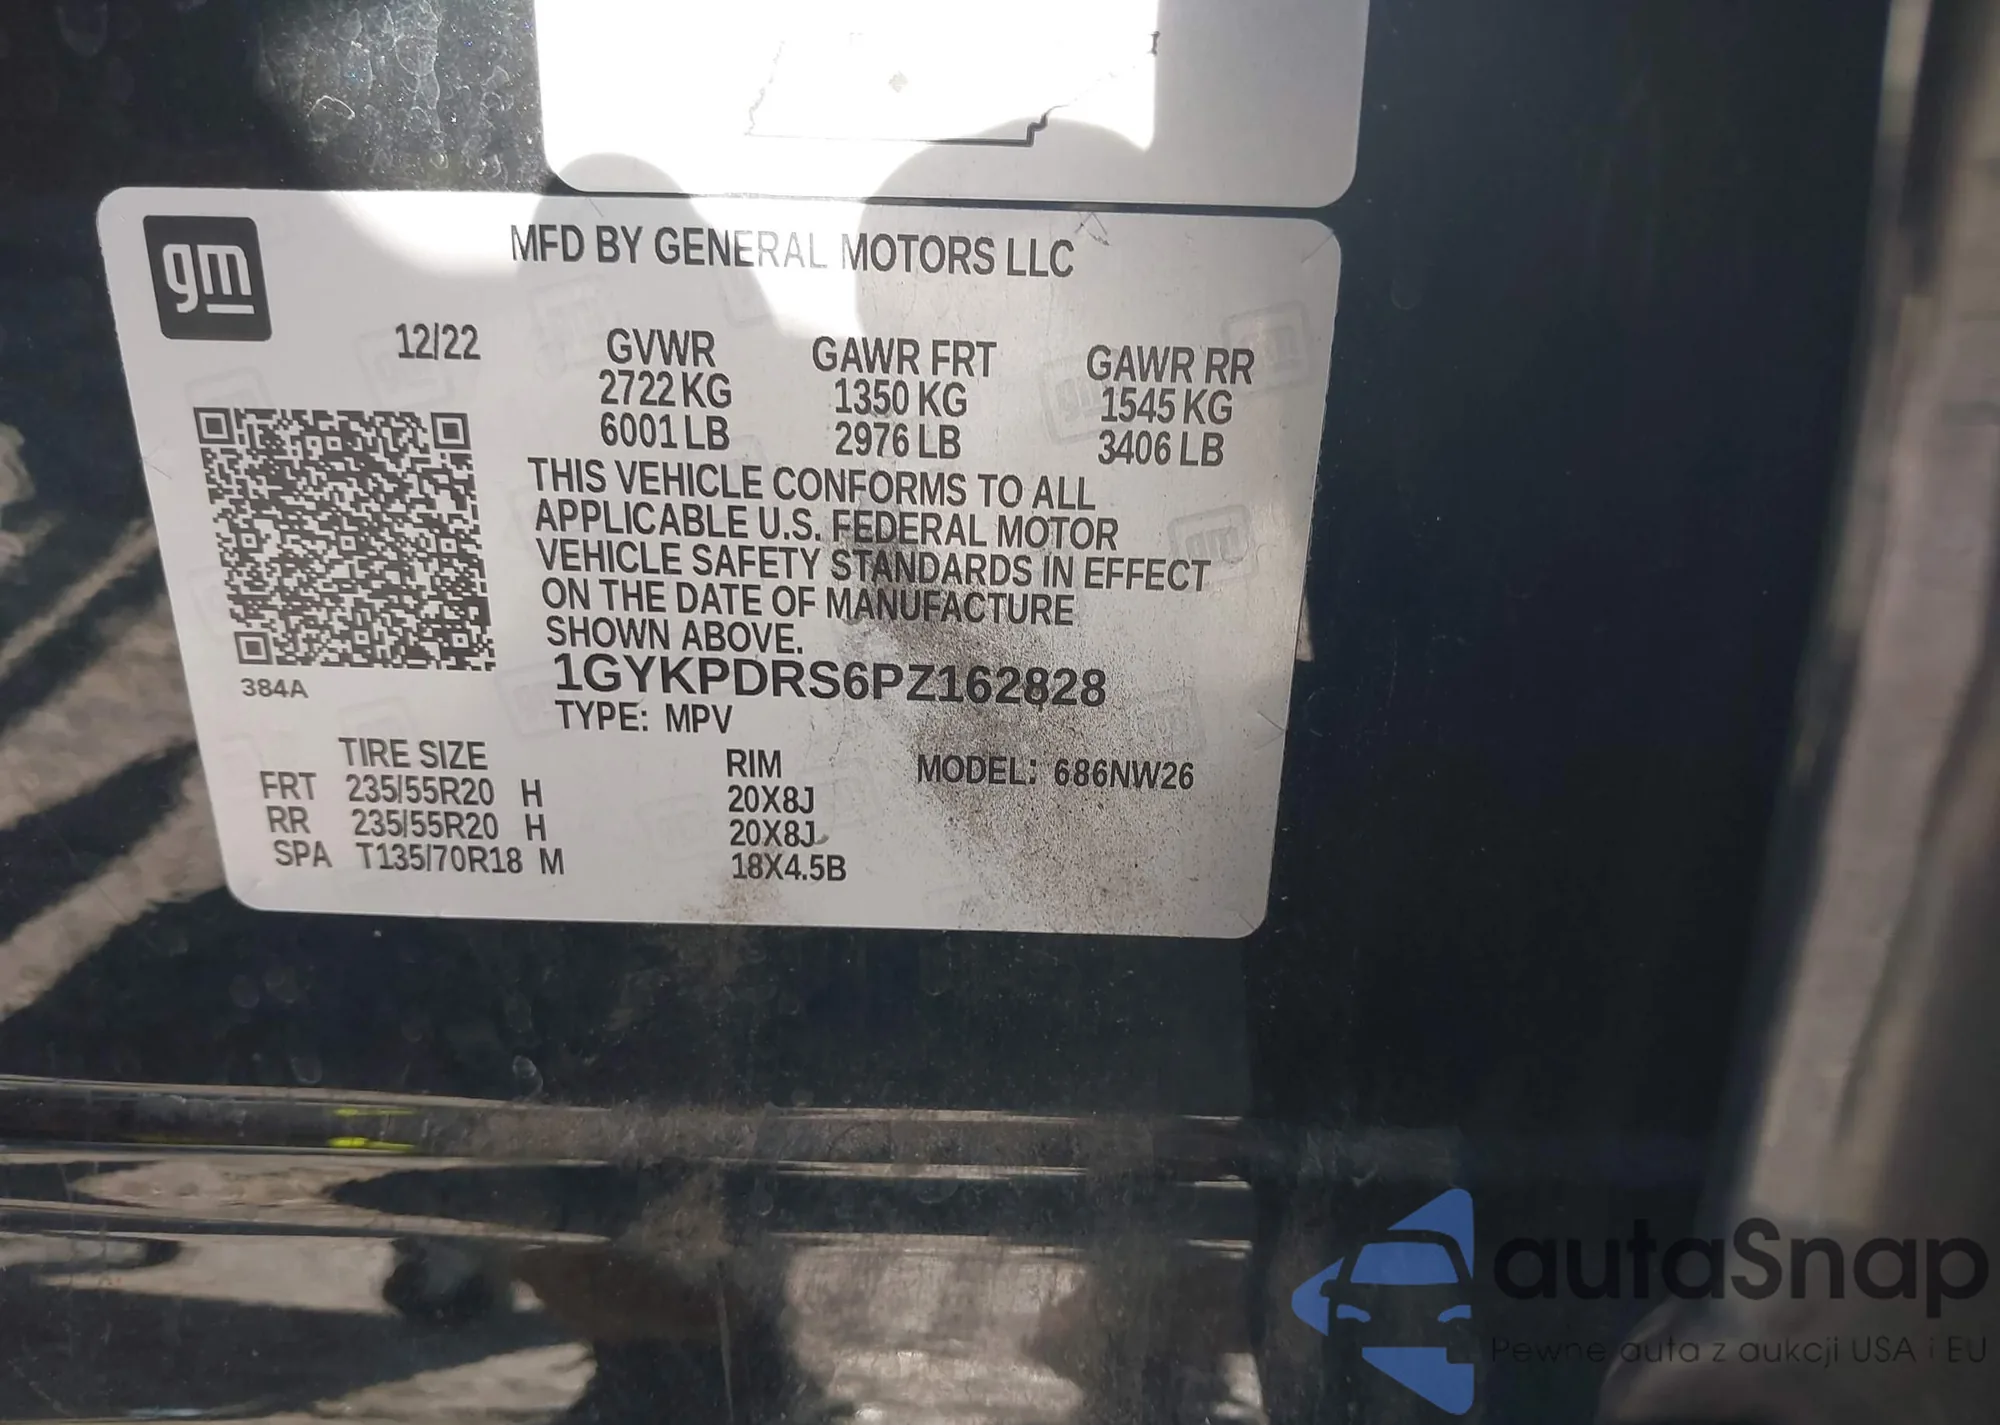 gm
MFD BY GENERAL MOTORS LLC
12/22
GVWR
2722 KG
6001 LB
GAWR FRT
1350 KG
2976 LB
GAWR RR
1545 KG
3406 LB
THIS VEHICLE CONFORMS TO ALL
APPLICABLE U.S. FEDERAL MOTOR
VEHICLE SAFETY STANDARDS IN EFFECT
ON THE DATE OF MANUFACTURE
SHOWN ABOVE.
384A
1GYKPDRS6PZ162828
TYPE: MPV
TIRE SIZE RIM MODEL: 686NW26
FRT 235/55R20 H 20X8J
RR 235/55R20 H 20X8J
SPA T135/70R18 M 18X4.5B
autaSnap
Pewne auta z aukcji USA i EU